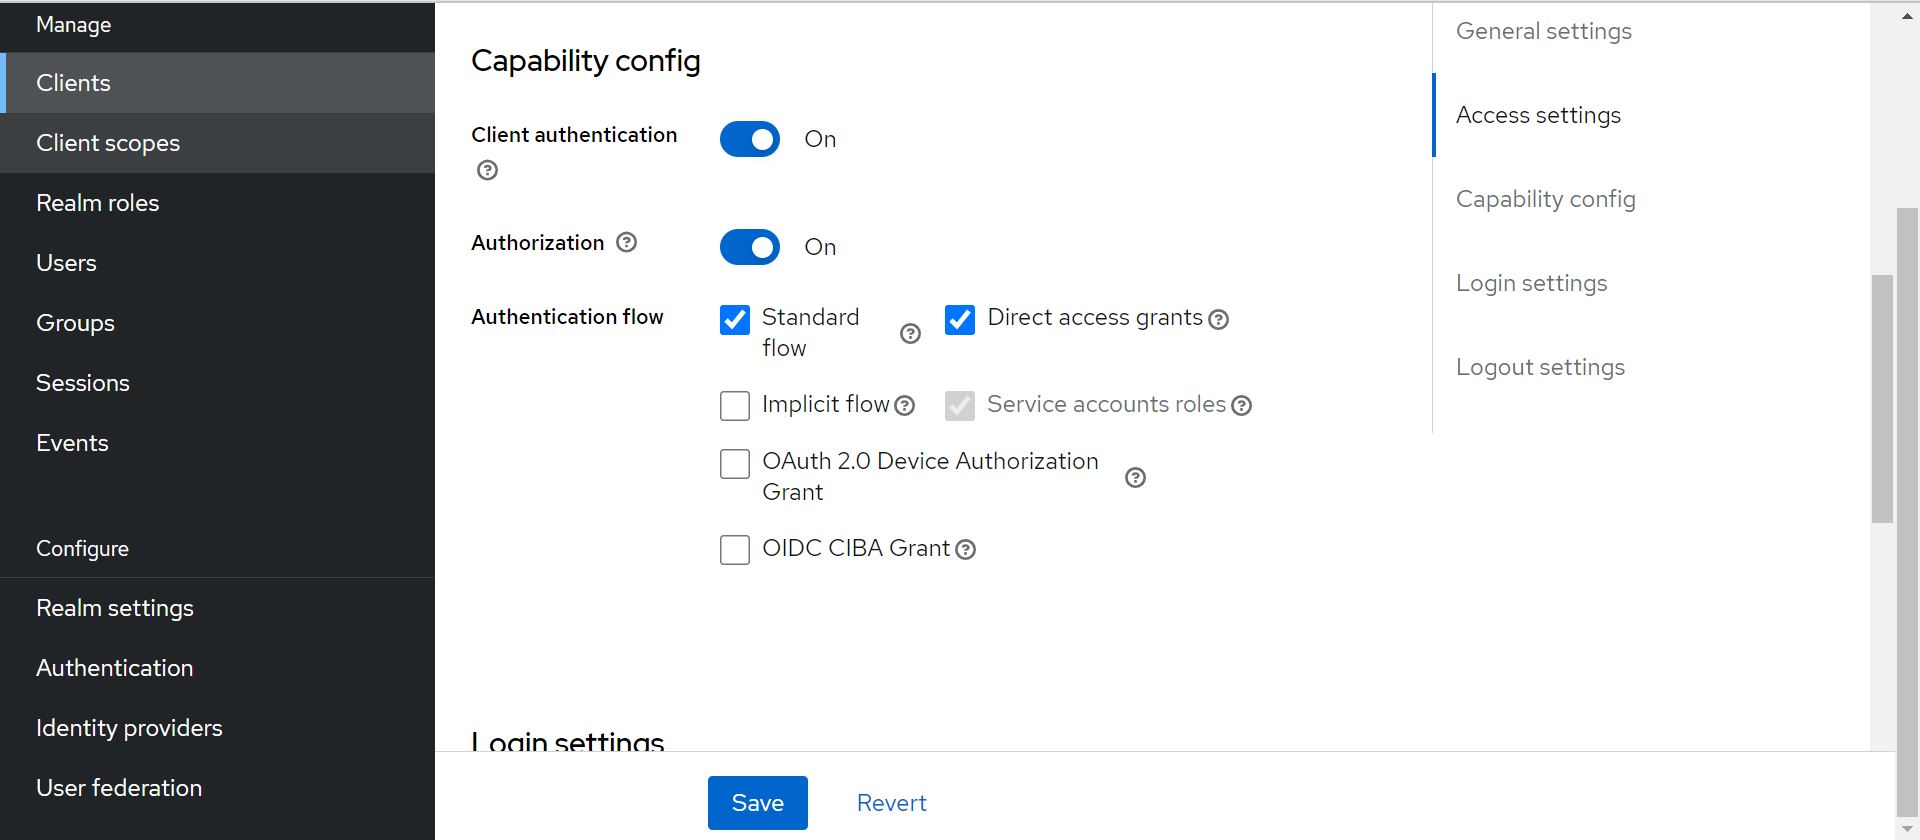 Manage
Clients
Client scopes
Realm roles
Users
Groups
Sessions
Events
Configure
Realm settings
Authentication
Identity providers
User federation
Capability config
Client authentication
On
Authorization
On
Authentication flow
Standard
flow
Direct access grants
Implicit flow
Service accounts roles
OAuth 2.0 Device Authorization
Grant
OIDC CIBA Grant
Login settings
Save
Revert
General settings
Access settings
Capability config
Login settings
Logout settings